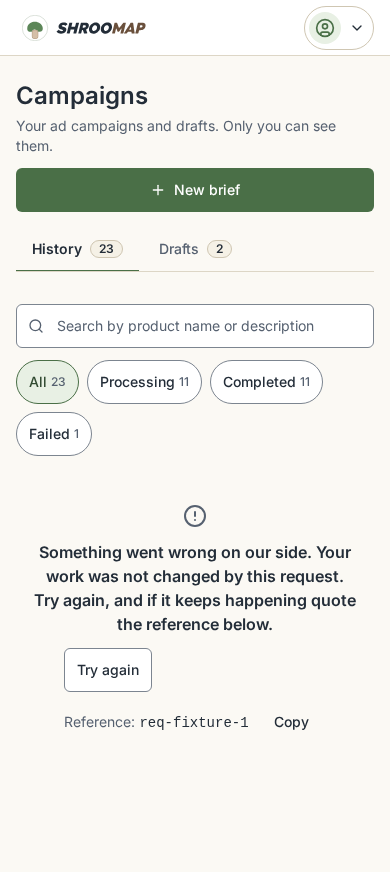 SHROOMAP
Campaigns
Your ad campaigns and drafts. Only you can see
them.
New brief
History 23 Drafts 2
Search by product name or description
All 23 Processing 11 Completed 11
Failed 1
Something went wrong on our side. Your
work was not changed by this request.
Try again, and if it keeps happening quote
the reference below.
Try again
Reference: req-fixture-1 Copy